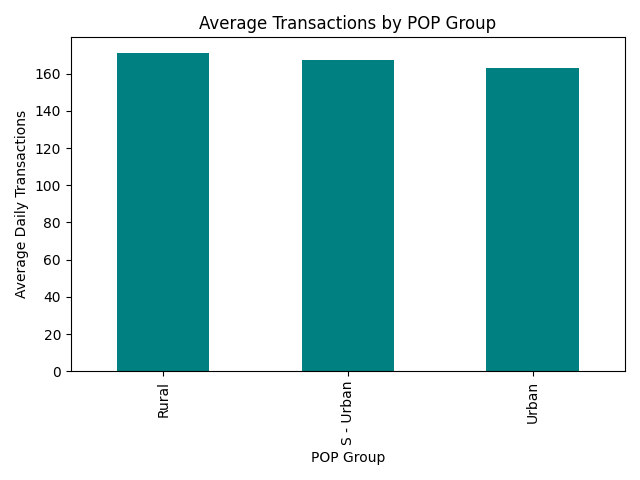 Average Transactions by POP Group
Average Daily Transactions
160
140
120
100
80
60
40
20
0
Rural
S - Urban
Urban
POP Group